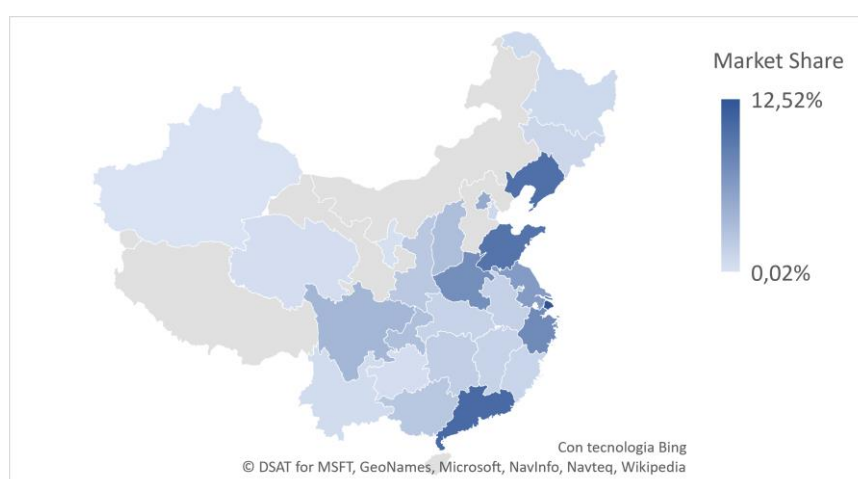 Market Share
12,52%
0,02%
Con tecnologia Bing
© DSAT for MSFT, GeoNames, Microsoft, NavInfo, Navteq, Wikipedia